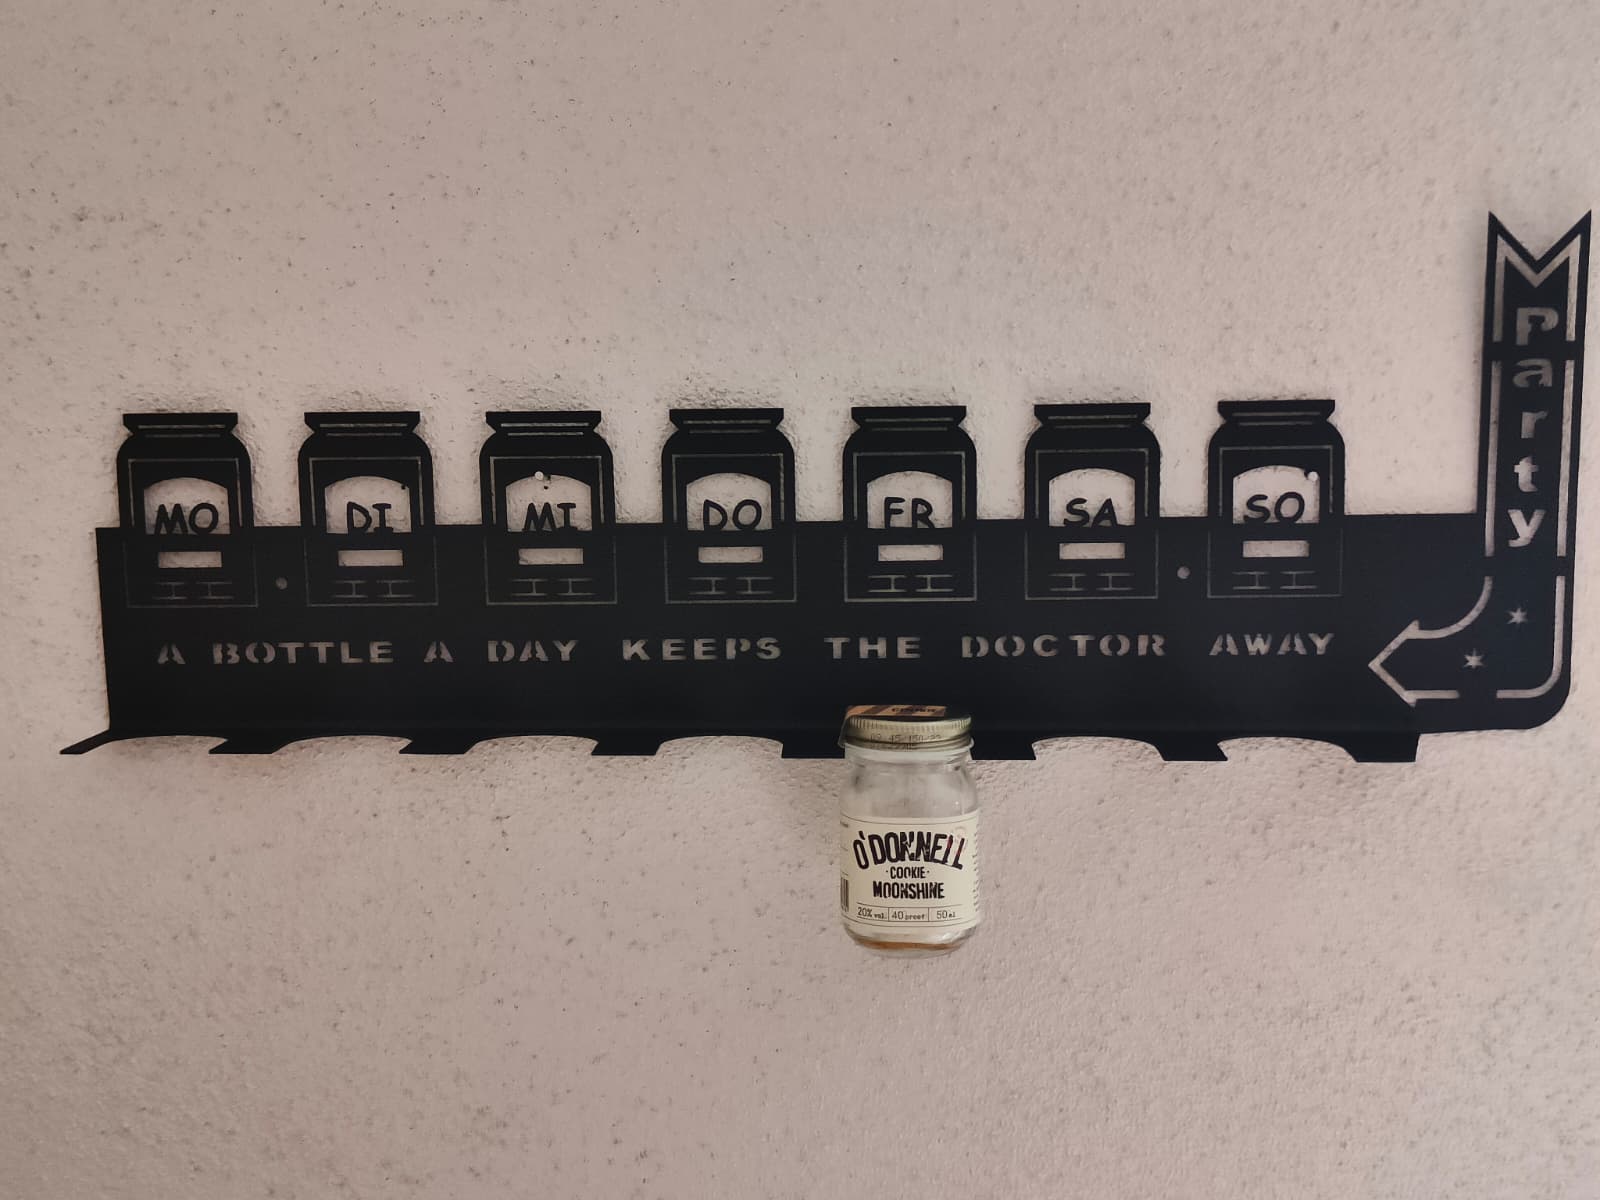 MO DI MI DO FR SA SO
Party
A BOTTLE A DAY KEEPS THE DOCTOR AWAY
O'DONNELL
·COOKIE·
MOONSHINE
20% vol. 40 proof 50 ml